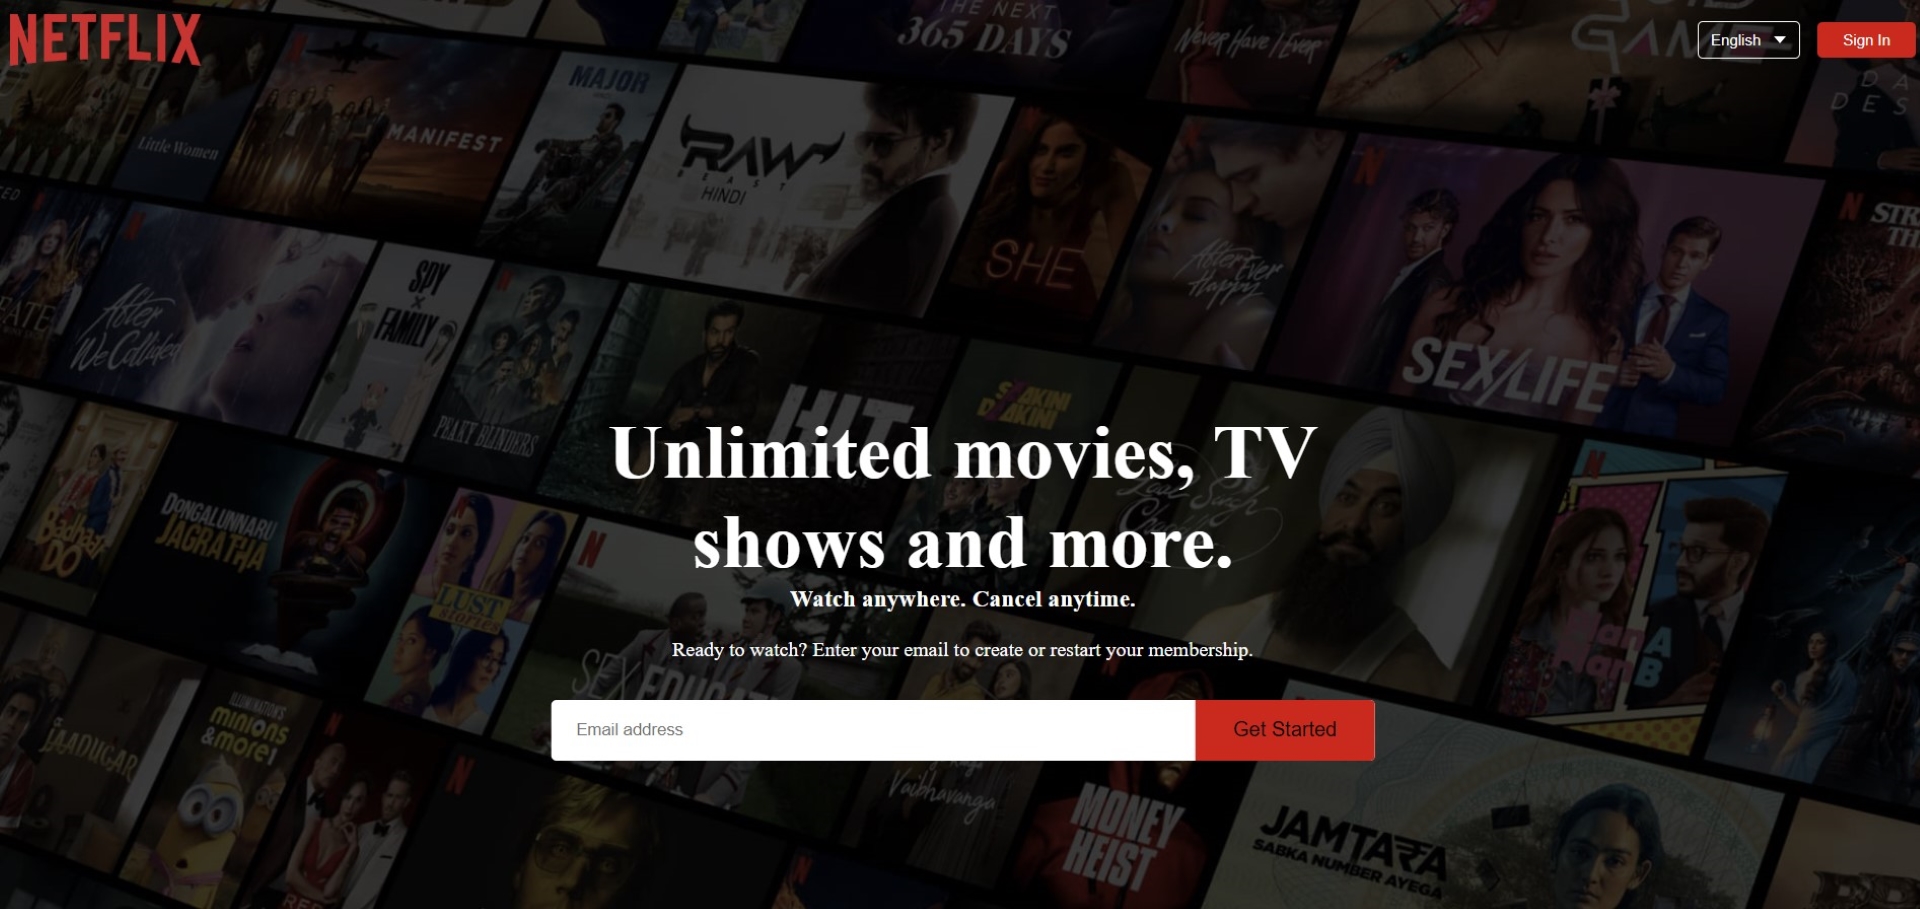 NETFLIX
English
Sign In
THE NEXT
365 DAYS
Never Have I Ever
Little Women
MANIFEST
MAJOR
RAW
BEAST
HINDI
SHE
After Ever
Happy
SEX/LIFE
After
We Collided
SPY
X
FAMILY
PEAKY BLINDERS
HIT
Unlimited movies, TV
shows and more.
Watch anywhere. Cancel anytime.
Ready to watch? Enter your email to create or restart your membership.
Email address
Get Started
Badhaai
DO
DONGALUNNARU
JAGRATHA
LUST
Stories
JAADUGAR
ILLUMINATION'S
MINIONS
&MORE!
Vaibhavanga
MONEY
HEIST
JAMTARA
SABKA NUMBER AYEGA